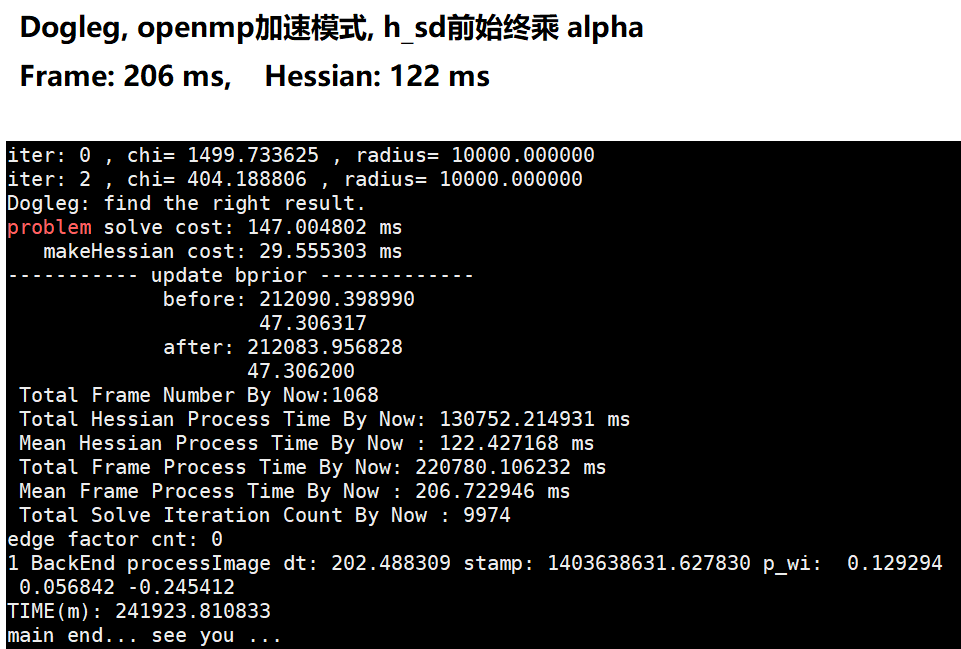 Dogleg, openmp加速模式, h_sd前始终乘 alpha
Frame: 206 ms, Hessian: 122 ms
iter: 0 , chi= 1499.733625 , radius= 10000.000000
iter: 2 , chi= 404.188806 , radius= 10000.000000
Dogleg: find the right result.
problem solve cost: 147.004802 ms
makeHessian cost: 29.555303 ms
----------- update bprior -------------
before: 212090.398990
47.306317
after: 212083.956828
47.306200
Total Frame Number By Now:1068
Total Hessian Process Time By Now: 130752.214931 ms
Mean Hessian Process Time By Now : 122.427168 ms
Total Frame Process Time By Now: 220780.106232 ms
Mean Frame Process Time By Now : 206.722946 ms
Total Solve Iteration Count By Now : 9974
edge factor cnt: 0
1 BackEnd processImage dt: 202.488309 stamp: 1403638631.627830 p_wi:  0.129294
0.056842 -0.245412
TIME(m): 241923.810833
main end... see you ...